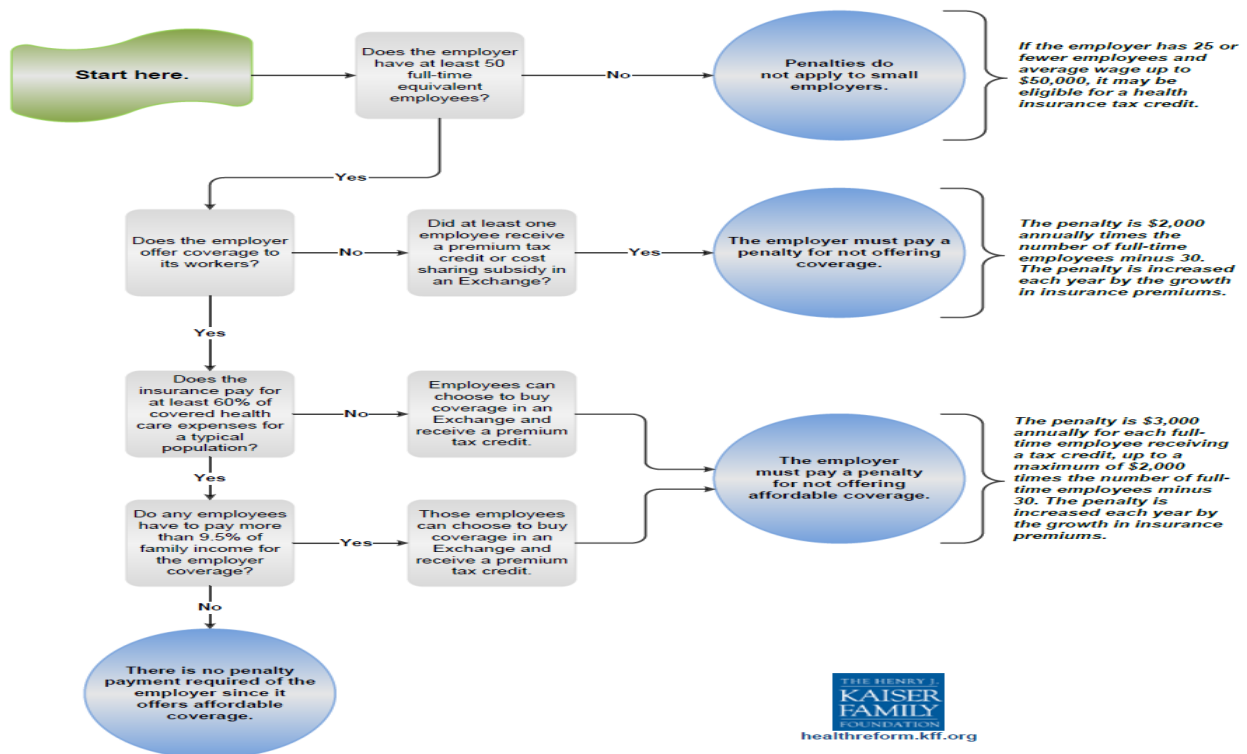 Start here.
Does the employer
have at least 50
full-time
equivalent
employees?
No
Penalties do
not apply to small
employers.
If the employer has 25 or
fewer employees and
average wage up to
$50,000, it may be
eligible for a health
insurance tax credit.
Yes
Does the employer
offer coverage to
its workers?
No
Did at least one
employee receive
a premium tax
credit or cost
sharing subsidy in
an Exchange?
Yes
The employer must pay a
penalty for not offering
coverage.
The penalty is $2,000
annually times the
number of full-time
employees minus 30.
The penalty is increased
each year by the growth
in insurance premiums.
Yes
Does the
insurance pay for
at least 60% of
covered health
care expenses for
a typical
population?
No
Employees can
choose to buy
coverage in an
Exchange and
receive a premium
tax credit.
The employer
must pay a penalty
for not offering
affordable coverage.
The penalty is $3,000
annually for each full-
time employee receiving
a tax credit, up to a
maximum of $2,000
times the number of full-
time employees minus
30. The penalty is
increased each year by
the growth in insurance
premiums.
Yes
Do any employees
have to pay more
than 9.5% of
family income for
the employer
coverage?
Yes
Those employees
can choose to buy
coverage in an
Exchange and
receive a premium
tax credit.
No
There is no penalty
payment required of the
employer since it
offers affordable
coverage.
THE HENRY J.
KAISER
FAMILY
FOUNDATION
healthreform.kff.org